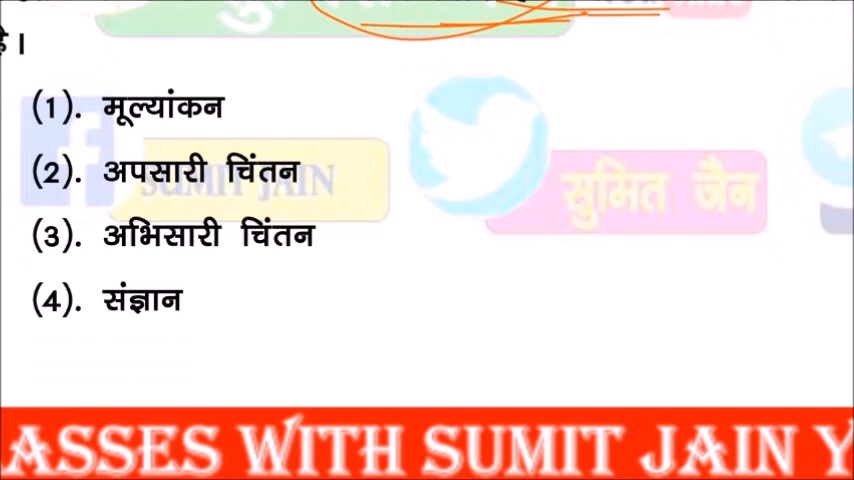 है।
(1). मूल्यांकन
(2). अपसारी चिंतन
SUMIT JAIN
सुमित जैन
(3). अभिसारी चिंतन
(4). संज्ञान
ASSES WITH SUMIT JAIN Y